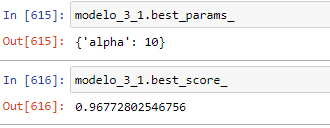 In [615]: modelo_3_1.best_params_
Out[615]: {'alpha': 10}
In [616]: modelo_3_1.best_score_
Out[616]: 0.96772802546756